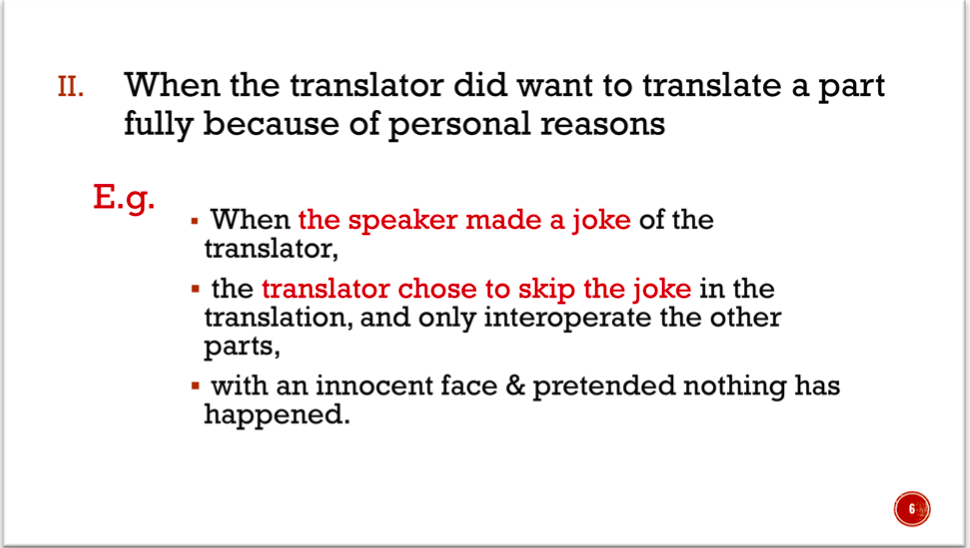 II. When the translator did want to translate a part
fully because of personal reasons
E.g.
▪ When the speaker made a joke of the
translator,
▪ the translator chose to skip the joke in the
translation, and only interoperate the other
parts,
▪ with an innocent face & pretended nothing has
happened.
6